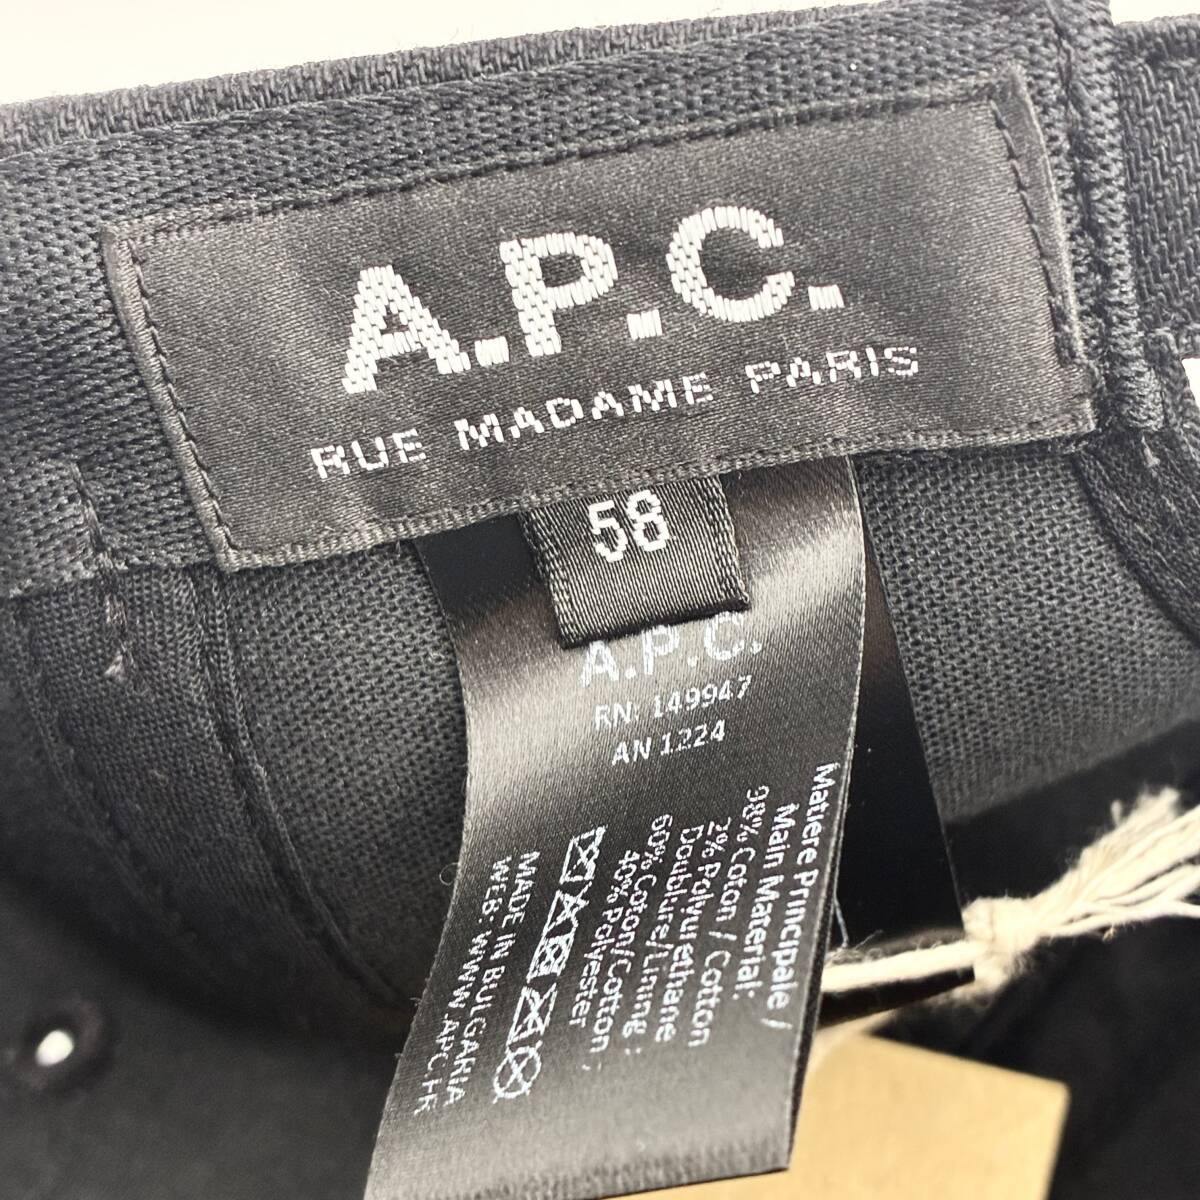 A.P.C.
RUE MADAME PARIS
58
A.P.C.
RN: 149947
AN 1224
Matiere Principale /
Main Material:
98% Coton / Cotton
2% Polyurethane
Doublure/Lining :
60% Coton/Cotton ;
40% Polyester
MADE IN BULGARIA
WEB: WWW.APC.FR